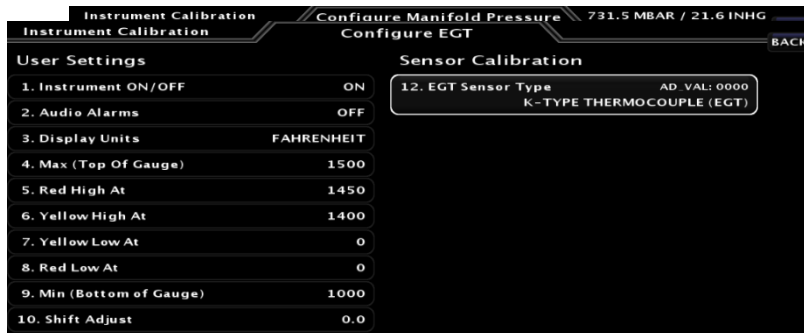 Instrument Calibration Configure Manifold Pressure 731.5 MBAR / 21.6 INHG
Instrument Calibration Configure EGT
BACK
User Settings Sensor Calibration
1. Instrument ON/OFF ON
12. EGT Sensor Type AD_VAL: 0000
K-TYPE THERMOCOUPLE (EGT)
2. Audio Alarms OFF
3. Display Units FAHRENHEIT
4. Max (Top Of Gauge) 1500
5. Red High At 1450
6. Yellow High At 1400
7. Yellow Low At 0
8. Red Low At 0
9. Min (Bottom of Gauge) 1000
10. Shift Adjust 0.0